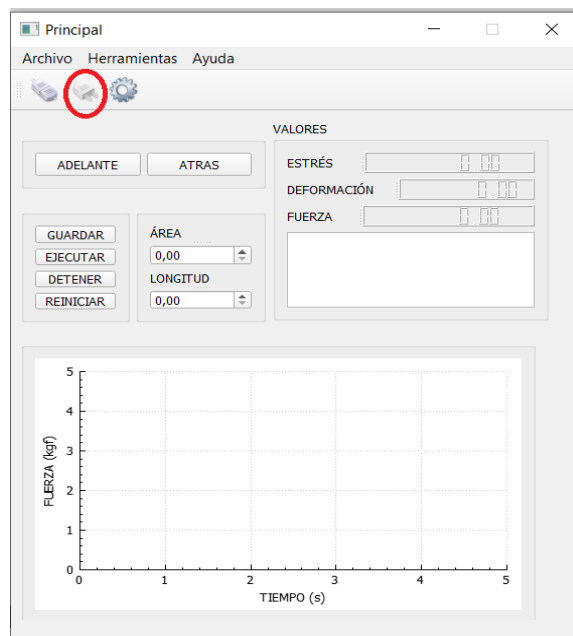 Principal
Archivo Herramientas Ayuda
VALORES
ADELANTE ATRAS
ESTRÉS 0.00
DEFORMACIÓN 0.00
FUERZA 0.00
GUARDAR
EJECUTAR
DETENER
REINICIAR
ÁREA
0,00
LONGITUD
0,00
5
4
3
2
1
0
FUERZA (kgf)
0 1 2 3 4 5
TIEMPO (s)